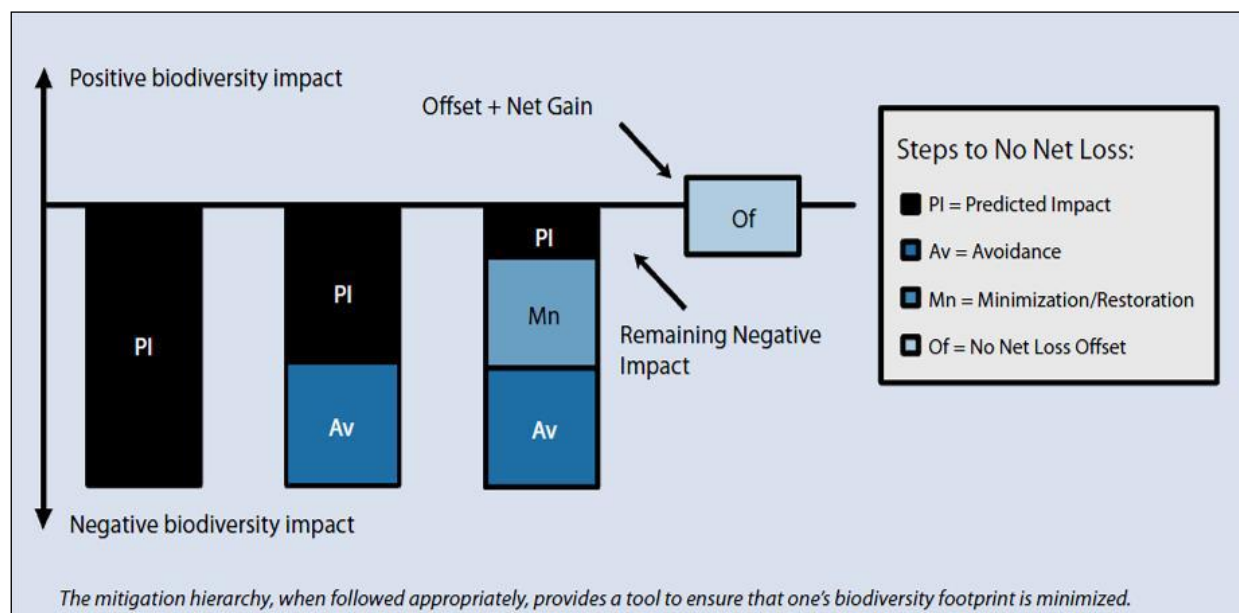 Positive biodiversity impact
Offset + Net Gain
Of
PI
PI
Av
PI
Mn
Av
Remaining Negative
Impact
Negative biodiversity impact
Steps to No Net Loss:
PI = Predicted Impact
Av = Avoidance
Mn = Minimization/Restoration
Of = No Net Loss Offset
The mitigation hierarchy, when followed appropriately, provides a tool to ensure that one's biodiversity footprint is minimized.